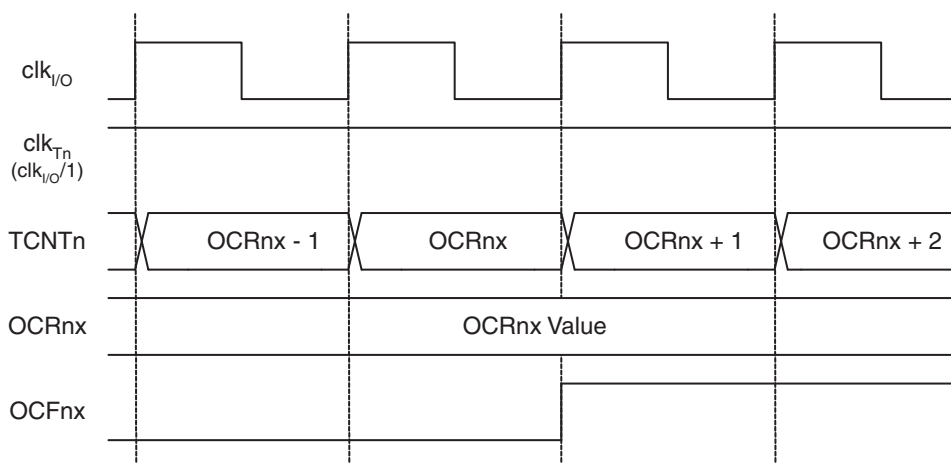 clkI/O
clkTn
(clkI/O/1)
TCNTn OCRnx - 1 OCRnx OCRnx + 1 OCRnx + 2
OCRnx OCRnx Value
OCFnx